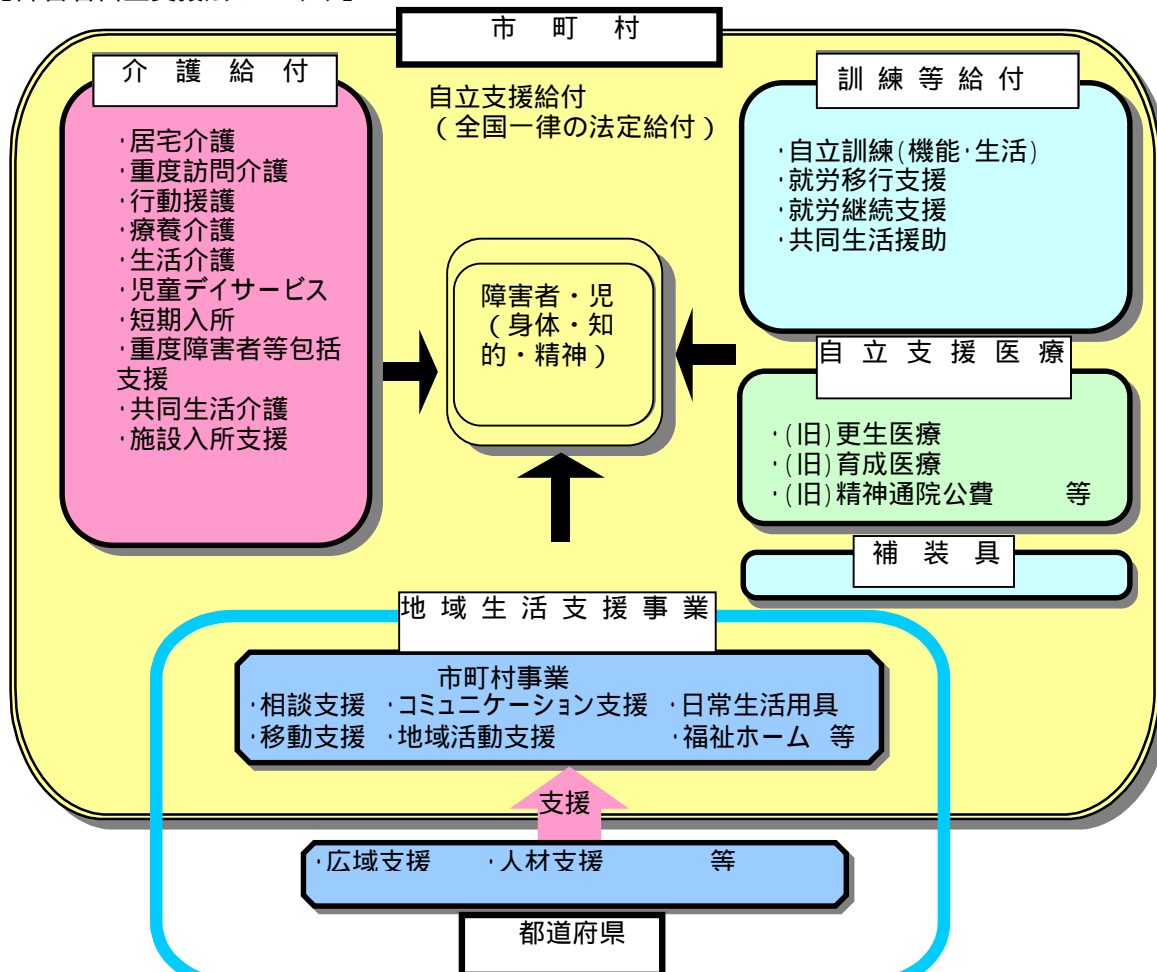 市町村
介護給付
・居宅介護
・重度訪問介護
・行動援護
・療養介護
・生活介護
・児童デイサービス
・短期入所
・重度障害者等包括
支援
・共同生活介護
・施設入所支援
自立支援給付
(全国一律の法定給付)
訓練等給付
・自立訓練(機能・生活)
・就労移行支援
・就労継続支援
・共同生活援助
障害者・児
(身体・知
的・精神)
自立支援医療
・(旧)更生医療
・(旧)育成医療
・(旧)精神通院公費 等
補装具
地域生活支援事業
市町村事業
・相談支援 ・コミュニケーション支援 ・日常生活用具
・移動支援 ・地域活動支援 ・福祉ホーム 等
支援
・広域支援 ・人材支援 等
都道府県